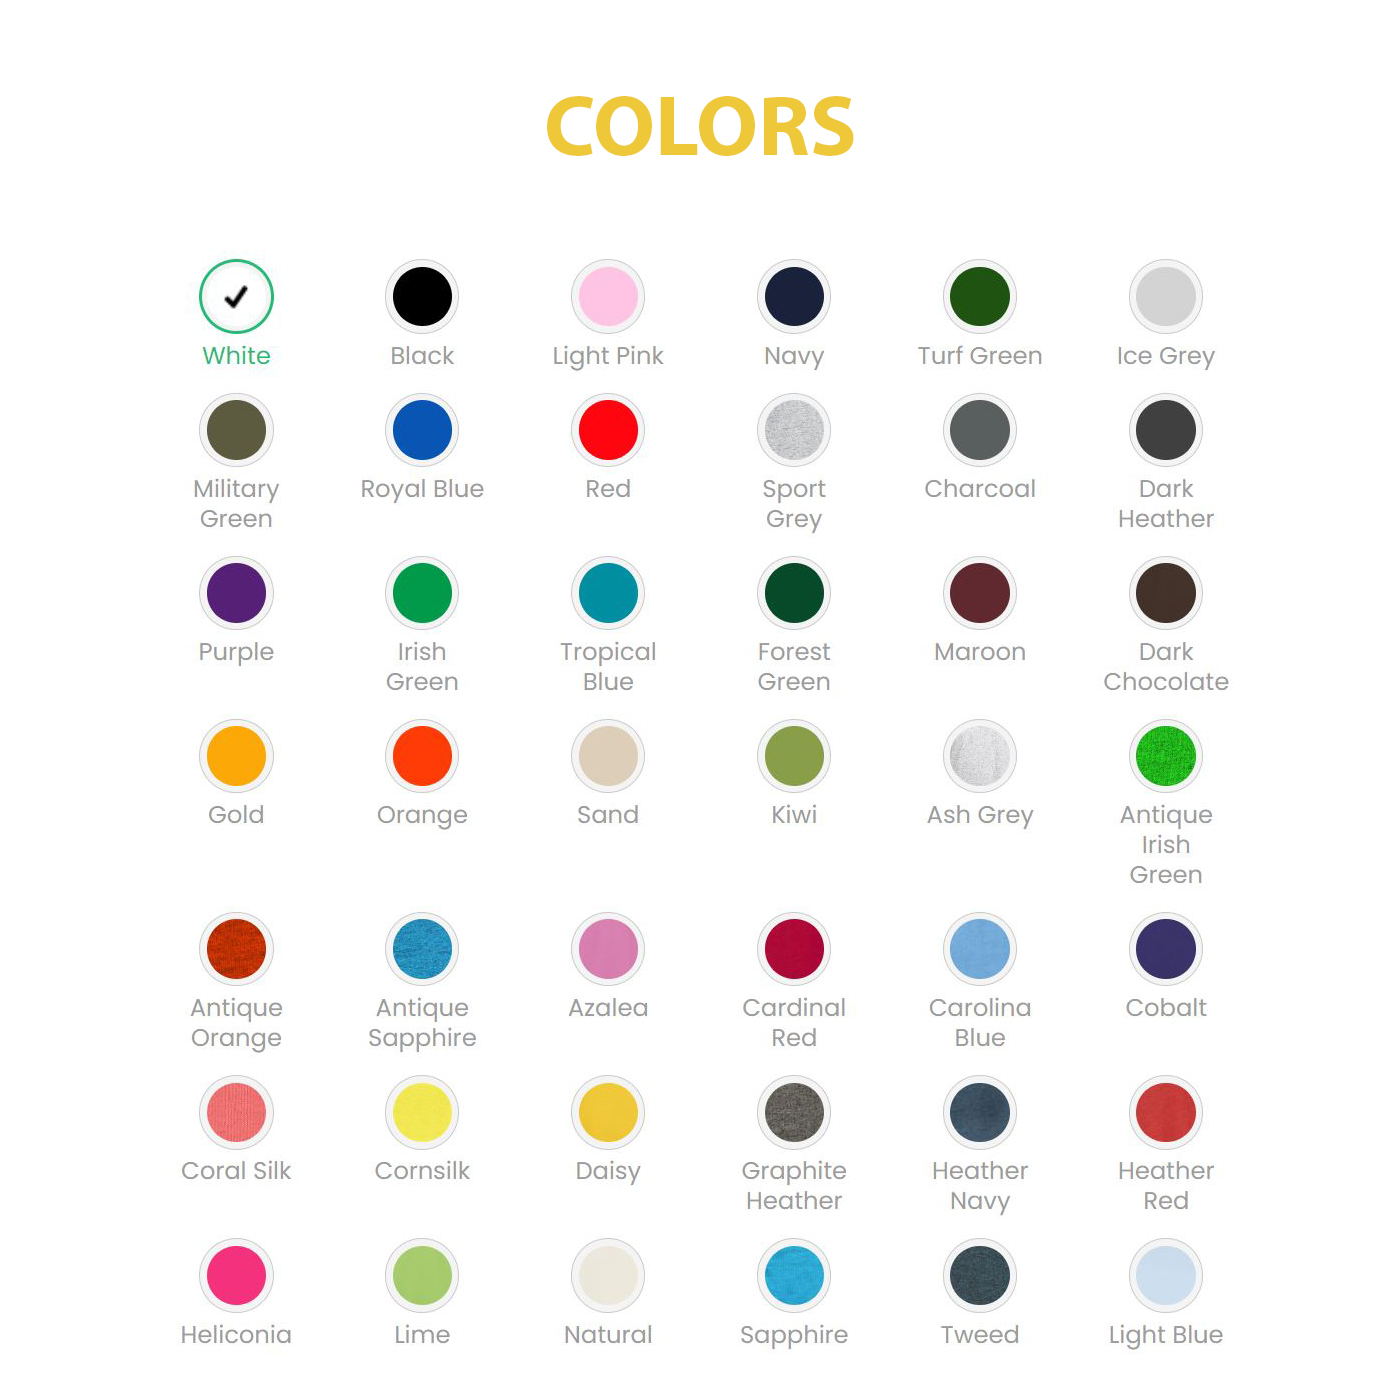 COLORS
White
Black
Light Pink
Navy
Turf Green
Ice Grey
Military
Green
Royal Blue
Red
Sport
Grey
Charcoal
Dark
Heather
Purple
Irish
Green
Tropical
Blue
Forest
Green
Maroon
Dark
Chocolate
Gold
Orange
Sand
Kiwi
Ash Grey
Antique
Irish
Green
Antique
Orange
Antique
Sapphire
Azalea
Cardinal
Red
Carolina
Blue
Cobalt
Coral Silk
Cornsilk
Daisy
Graphite
Heather
Heather
Navy
Heather
Red
Heliconia
Lime
Natural
Sapphire
Tweed
Light Blue